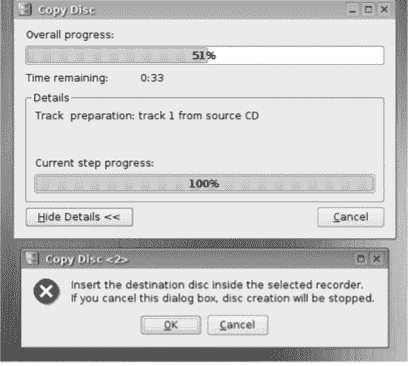 Copy Disc
Overall progress:
51%
Time remaining: 0:33
Details
Track preparation: track 1 from source CD
Current step progress:
100%
Hide Details <<
Cancel
Copy Disc <2>
Insert the destination disc inside the selected recorder.
If you cancel this dialog box, disc creation will be stopped.
OK
Cancel